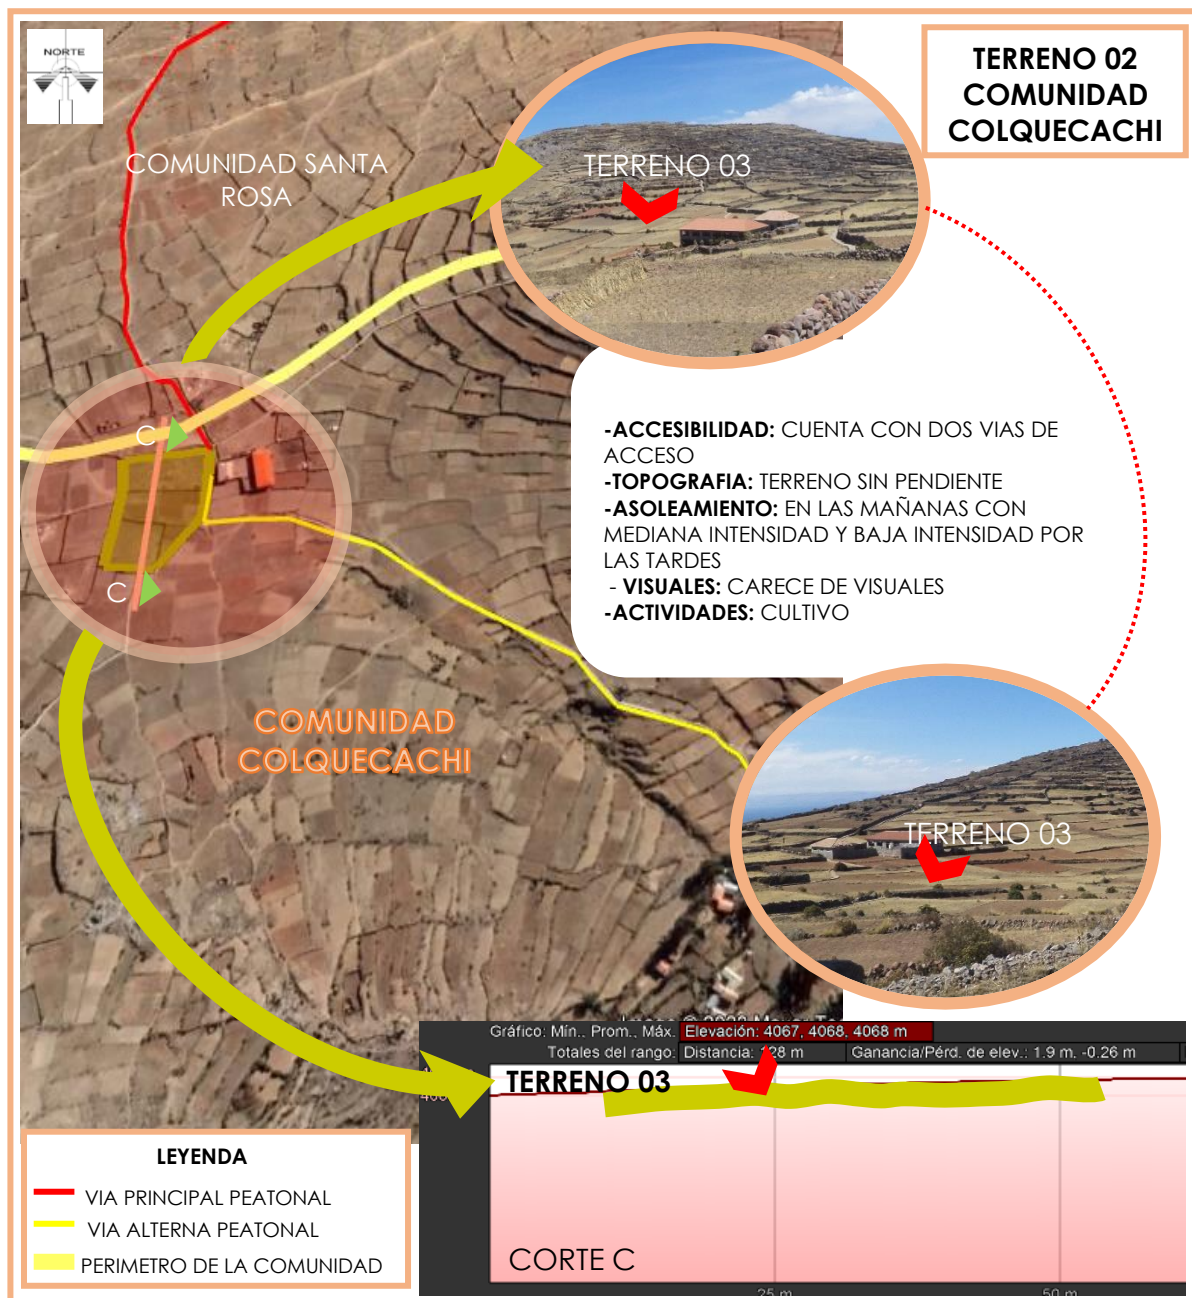 NORTE
TERRENO 02
COMUNIDAD
COLQUECACHI
COMUNIDAD SANTA
ROSA
TERRENO 03
-ACCESIBILIDAD: CUENTA CON DOS VIAS DE
ACCESO
-TOPOGRAFIA: TERRENO SIN PENDIENTE
-ASOLEAMIENTO: EN LAS MAÑANAS CON
MEDIANA INTENSIDAD Y BAJA INTENSIDAD POR
LAS TARDES
- VISUALES: CARECE DE VISUALES
-ACTIVIDADES: CULTIVO
C
C
COMUNIDAD
COLQUECACHI
TERRENO 03
Gráfico: Mín., Prom., Máx. Elevación: 4067, 4068, 4068 m
Totales del rango: Distancia: m Ganancia/Pérd. de elev.: 1.9 m, -0.26 m
TERRENO 03
CORTE C
25 m
50 m
LEYENDA
VIA PRINCIPAL PEATONAL
VIA ALTERNA PEATONAL
PERIMETRO DE LA COMUNIDAD